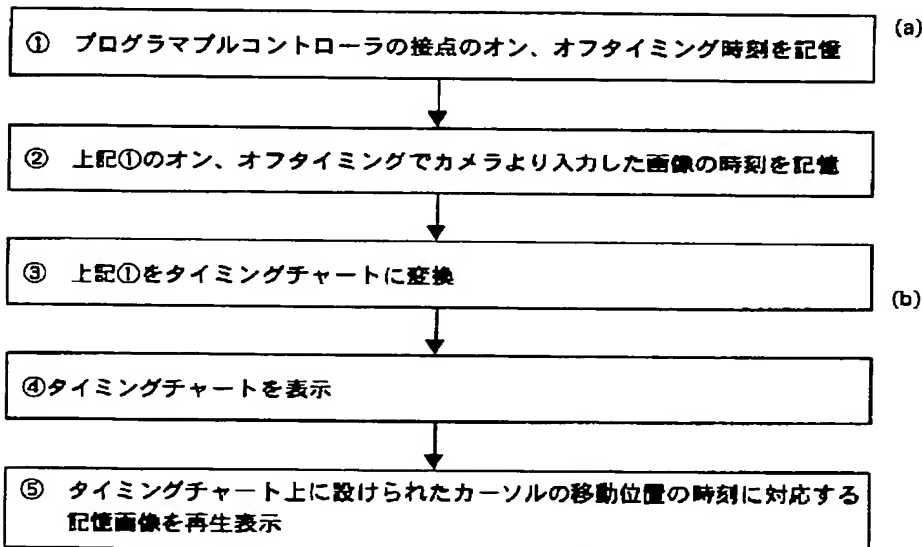 (a)
① プログラマブルコントローラの接点のオン、オフタイミング時刻を記憶
② 上記①のオン、オフタイミングでカメラより入力した画像の時刻を記憶
③ 上記①をタイミングチャートに変換
(b)
④タイミングチャートを表示
⑤ タイミングチャート上に設けられたカーソルの移動位置の時刻に対応する
記憶画像を再生表示